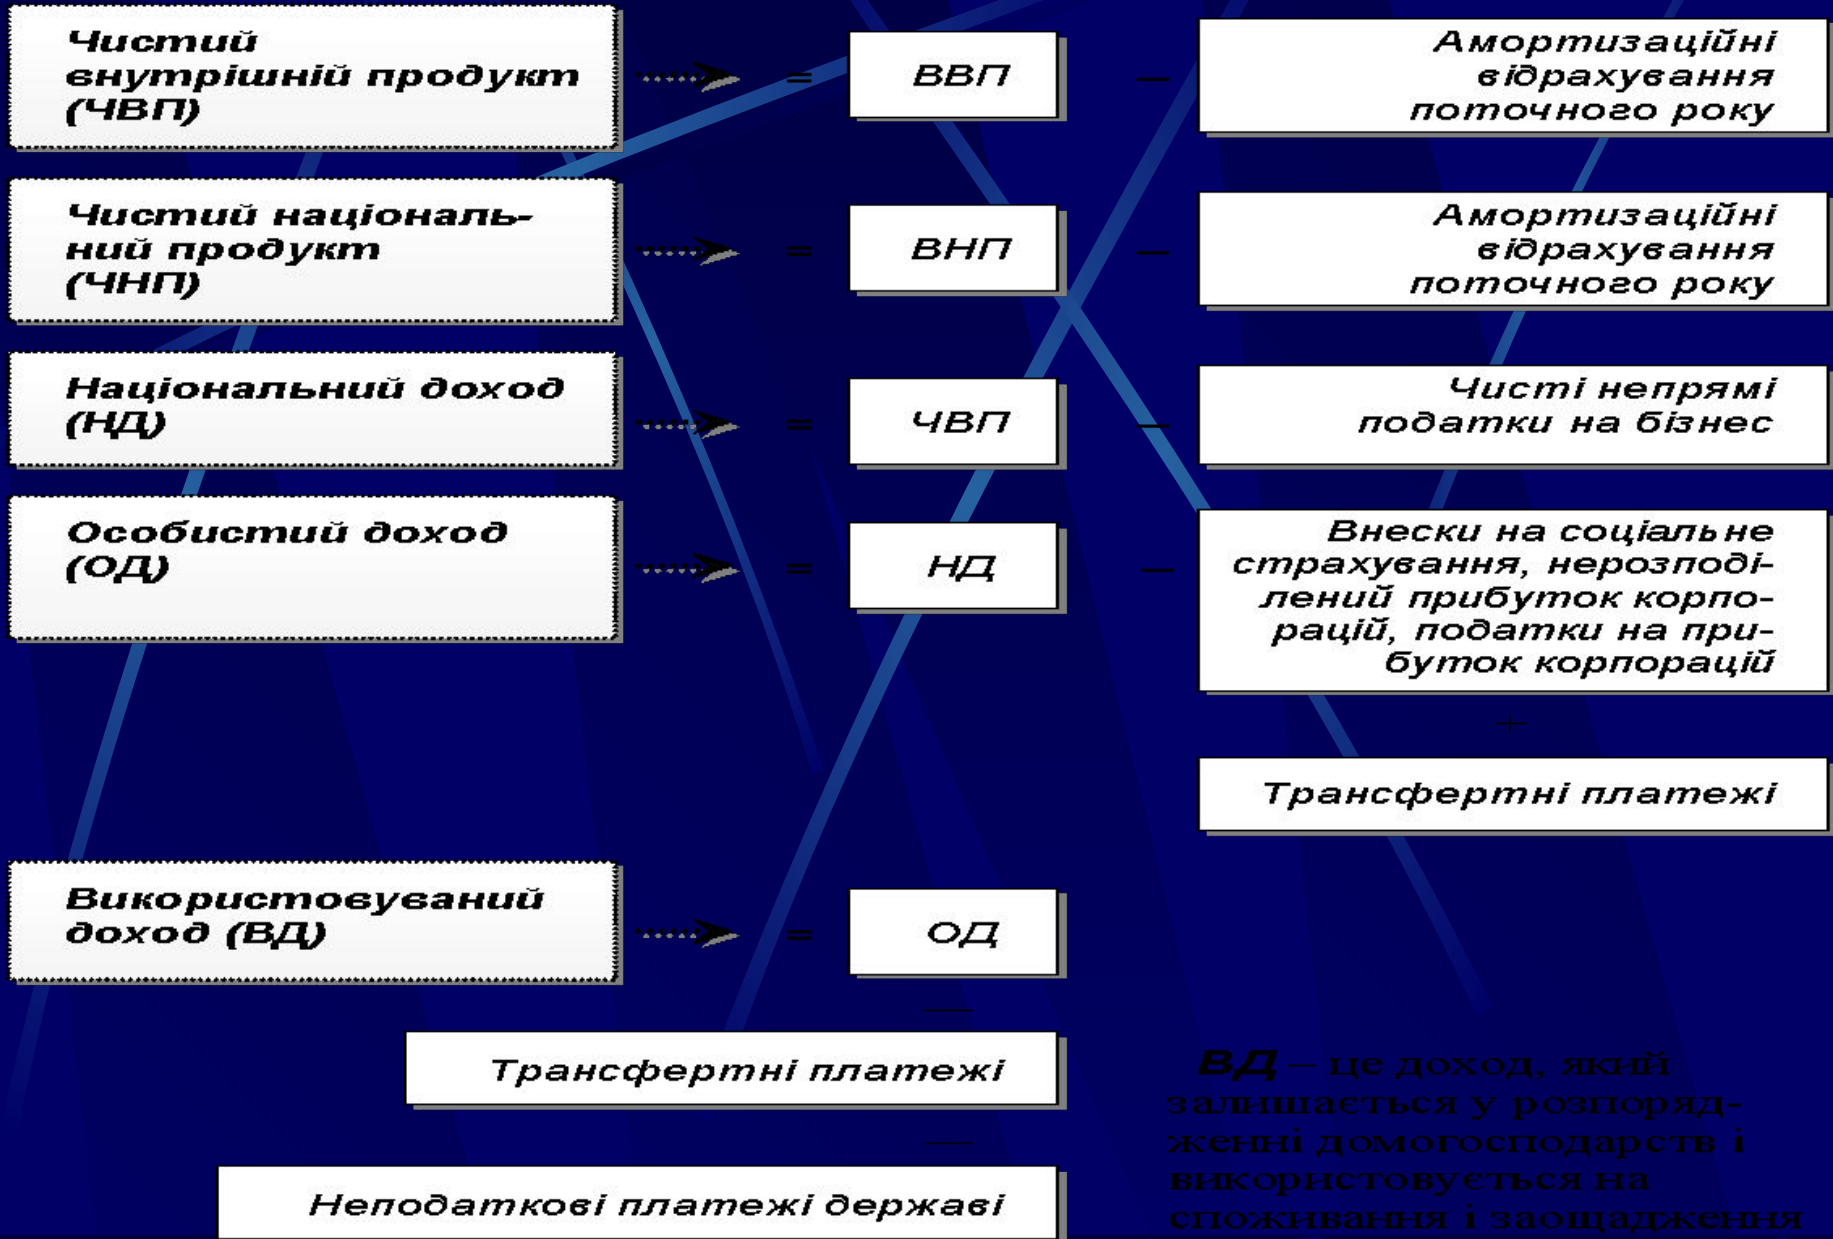 Чистий
внутрішній продукт
(ЧВП)
=
ВВП
—
Амортизаційні
відрахування
поточного року
Чистий національ-
ний продукт
(ЧНП)
=
ВНП
—
Амортизаційні
відрахування
поточного року
Національний доход
(НД)
=
ЧВП
—
Чисті непрямі
податки на бізнес
Особистий доход
(ОД)
=
НД
—
Внески на соціальне
страхування, нерозподі-
лений прибуток корпо-
рацій, податки на при-
буток корпорацій
+
Трансфертні платежі
Використовуваний
доход (ВД)
=
ОД
—
Трансфертні платежі
—
Неподаткові платежі державі
ВД – це доход, який
залишається у розпоряд-
женні домогосподарств і
використовується на
споживання і заощадження